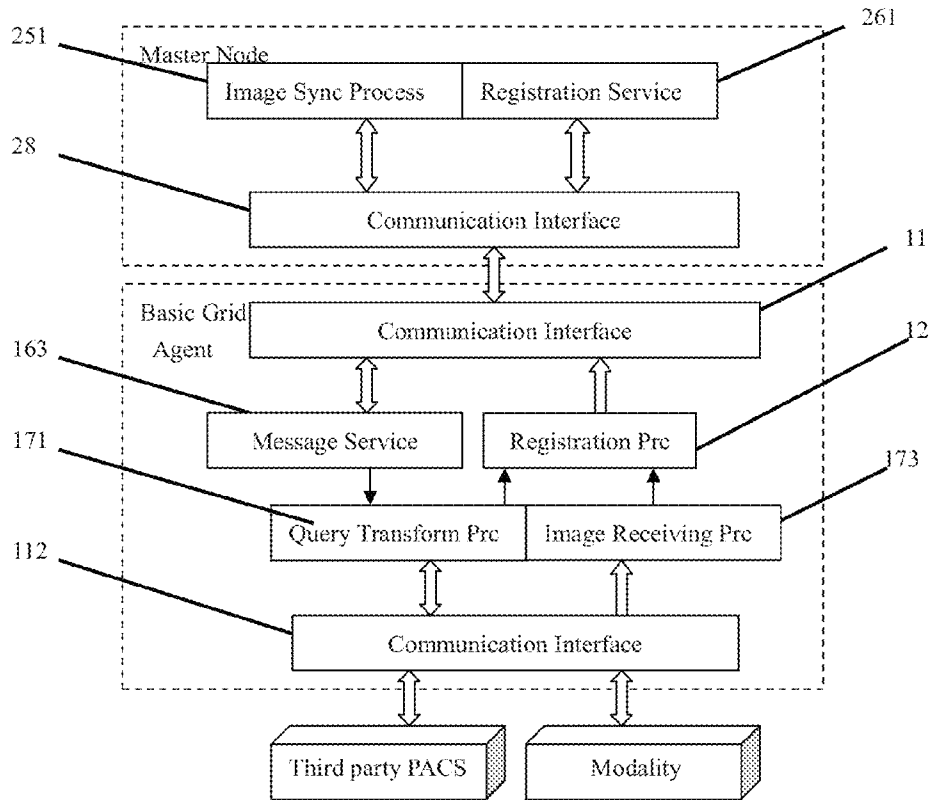 251
261
Master Node
Image Sync Process
Registration Service
28
Communication Interface
11
Basic Grid
Agent
Communication Interface
163
12
Message Service
Registration Prc
171
173
Query Transform Prc
Image Receiving Prc
112
Communication Interface
Third party PACS
Modality